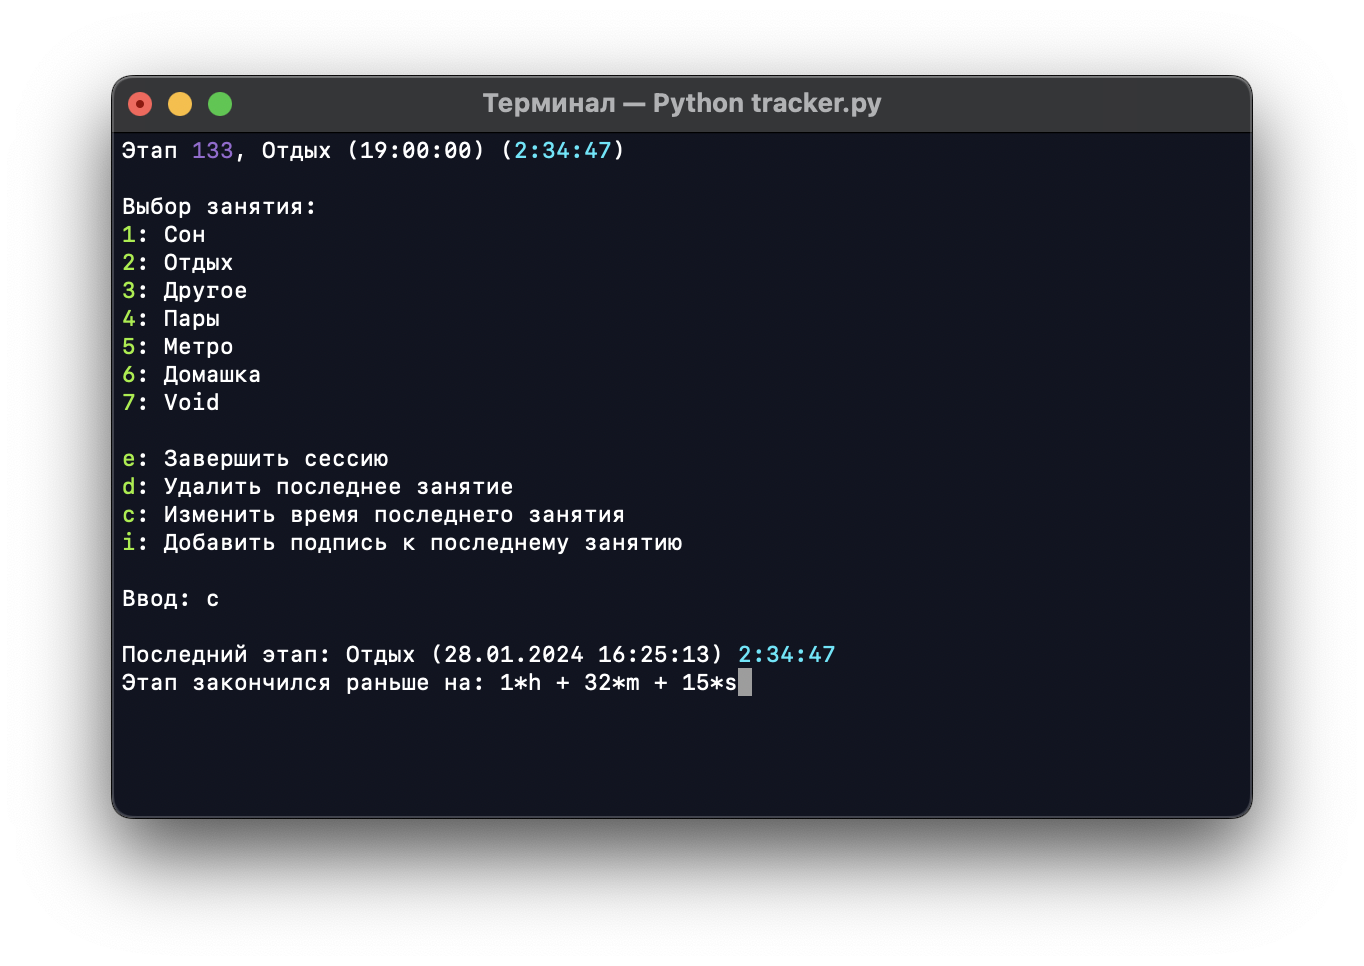 Терминал — Python tracker.py
Этап 133, Отдых (19:00:00) (2:34:47)
Выбор занятия:
1: Сон
2: Отдых
3: Другое
4: Пары
5: Метро
6: Домашка
7: Void
e: Завершить сессию
d: Удалить последнее занятие
c: Изменить время последнего занятия
i: Добавить подпись к последнему занятию
Ввод: c
Последний этап: Отдых (28.01.2024 16:25:13) 2:34:47
Этап закончился раньше на: 1*h + 32*m + 15*s